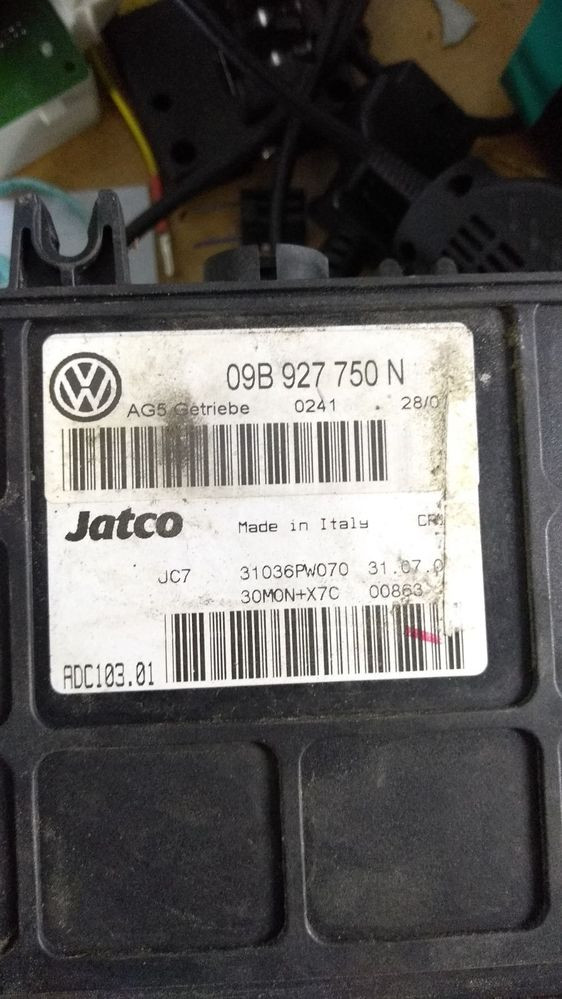 09B 927 750 N
AG5 Getriebe 0241 . 28/0
Jatco Made in Italy
JC7 31036PW070 31.07.0
30M0N+X7C 00863
ADC103.01